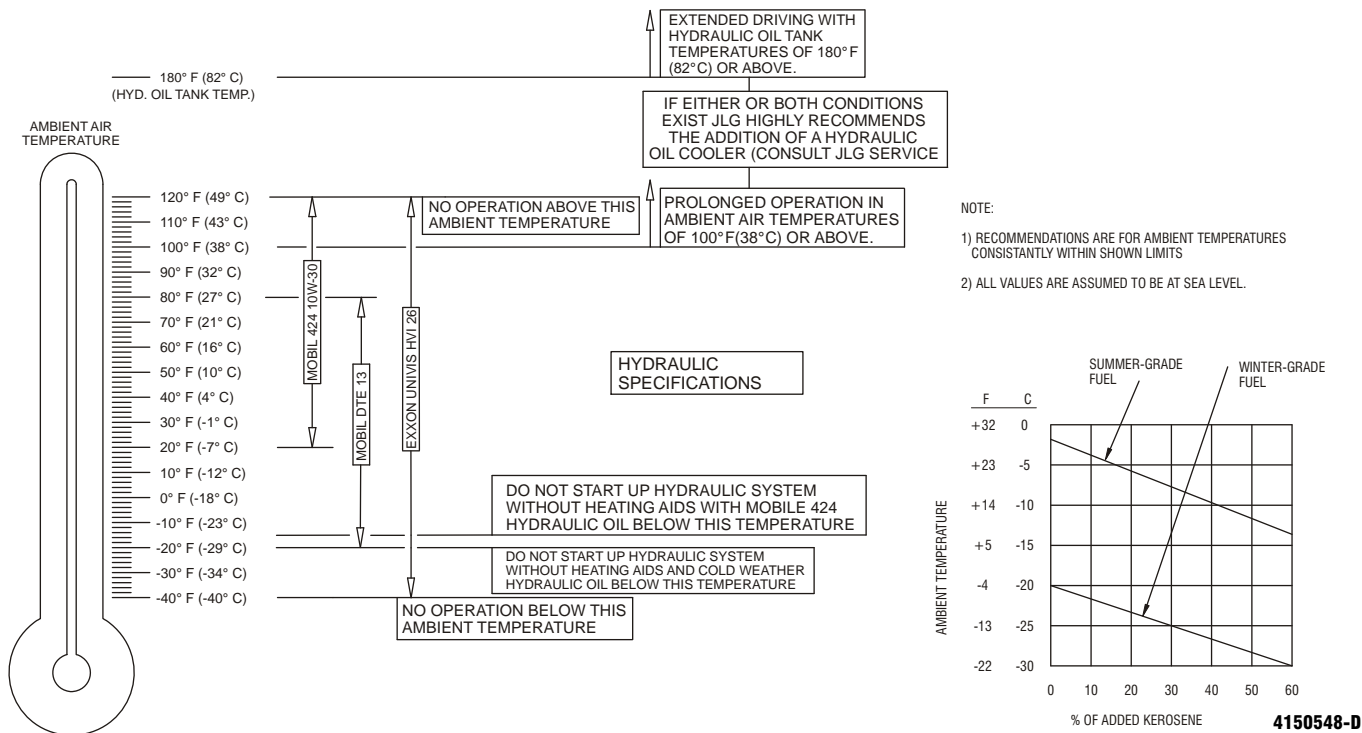 EXTENDED DRIVING WITH
HYDRAULIC OIL TANK
TEMPERATURES OF 180°F
(82°C) OR ABOVE.
180° F (82° C)
(HYD. OIL TANK TEMP.)
IF EITHER OR BOTH CONDITIONS
EXIST JLG HIGHLY RECOMMENDS
THE ADDITION OF A HYDRAULIC
OIL COOLER (CONSULT JLG SERVICE
AMBIENT AIR
TEMPERATURE
120° F (49° C)
110° F (43° C)
100° F (38° C)
90° F (32° C)
80° F (27° C)
70° F (21° C)
60° F (16° C)
50° F (10° C)
40° F (4° C)
30° F (-1° C)
20° F (-7° C)
10° F (-12° C)
0° F (-18° C)
-10° F (-23° C)
-20° F (-29° C)
-30° F (-34° C)
-40° F (-40° C)
MOBIL 424 10W-30
MOBIL DTE 13
EXXON UNIVIS HVI 26
NO OPERATION ABOVE THIS
AMBIENT TEMPERATURE
PROLONGED OPERATION IN
AMBIENT AIR TEMPERATURES
OF 100°F(38°C) OR ABOVE.
HYDRAULIC
SPECIFICATIONS
DO NOT START UP HYDRAULIC SYSTEM
WITHOUT HEATING AIDS WITH MOBILE 424
HYDRAULIC OIL BELOW THIS TEMPERATURE
DO NOT START UP HYDRAULIC SYSTEM
WITHOUT HEATING AIDS AND COLD WEATHER
HYDRAULIC OIL BELOW THIS TEMPERATURE
NO OPERATION BELOW THIS
AMBIENT TEMPERATURE
NOTE:
1) RECOMMENDATIONS ARE FOR AMBIENT TEMPERATURES
CONSISTANTLY WITHIN SHOWN LIMITS
2) ALL VALUES ARE ASSUMED TO BE AT SEA LEVEL.
SUMMER-GRADE
FUEL
WINTER-GRADE
FUEL
F C
+32 0
+23 -5
+14 -10
+5 -15
-4 -20
-13 -25
-22 -30
AMBIENT TEMPERATURE
0 10 20 30 40 50 60
% OF ADDED KEROSENE
4150548-D